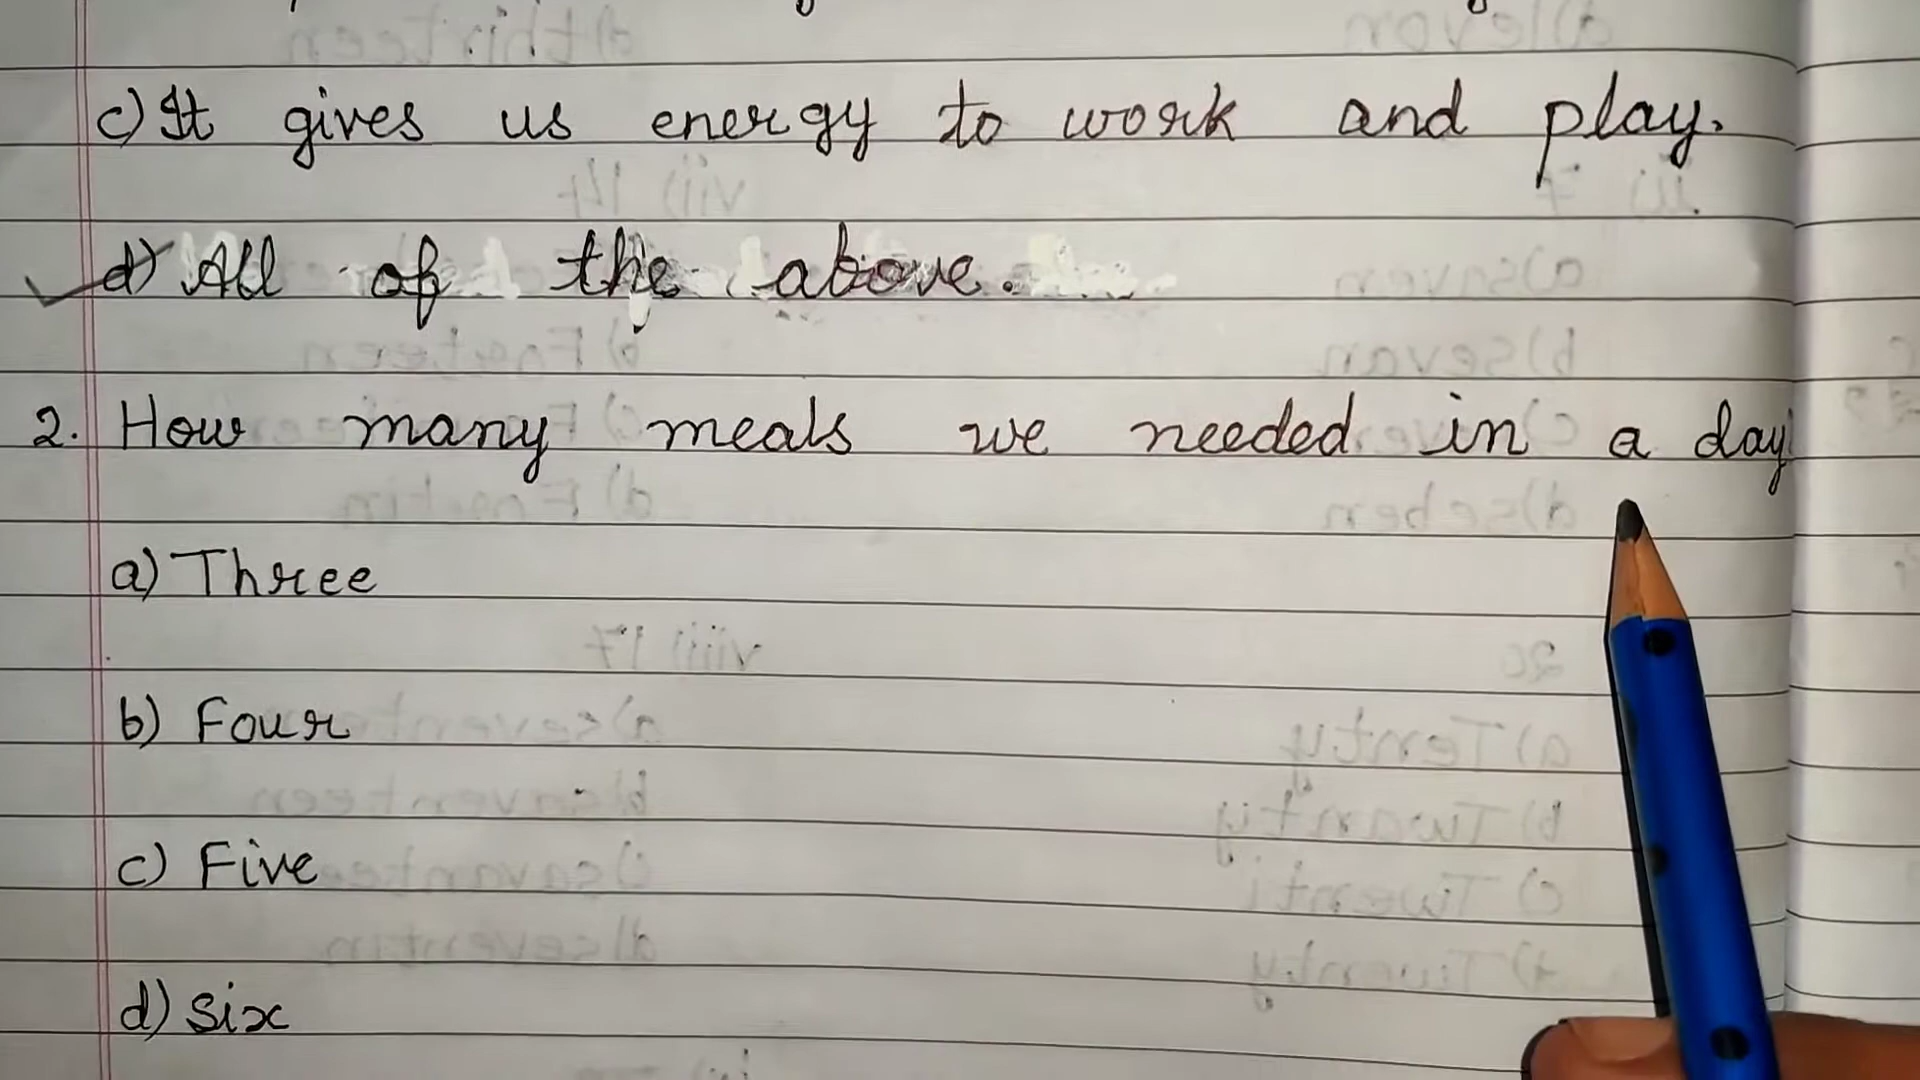 c) It gives us energy to work and play.
d) All of the above.
2. How many meals we needed in a day
a) Three
b) Four
c) Five
d) Six